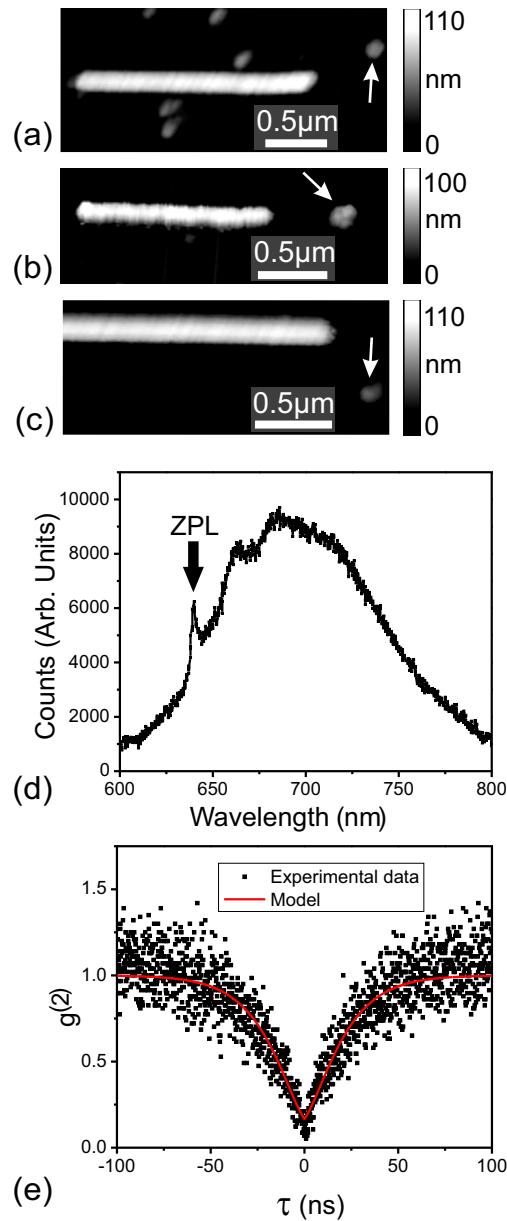 110
nm
0
0.5µm
(a)
100
nm
0
0.5µm
(b)
110
nm
0
0.5µm
(c)
10000
8000
6000
4000
2000
0
Counts (Arb. Units)
ZPL
600
650
700
750
800
Wavelength (nm)
(d)
1.5
1.0
0.5
0.0
g(2)
Experimental data
Model
-100
-50
0
50
100
τ (ns)
(e)